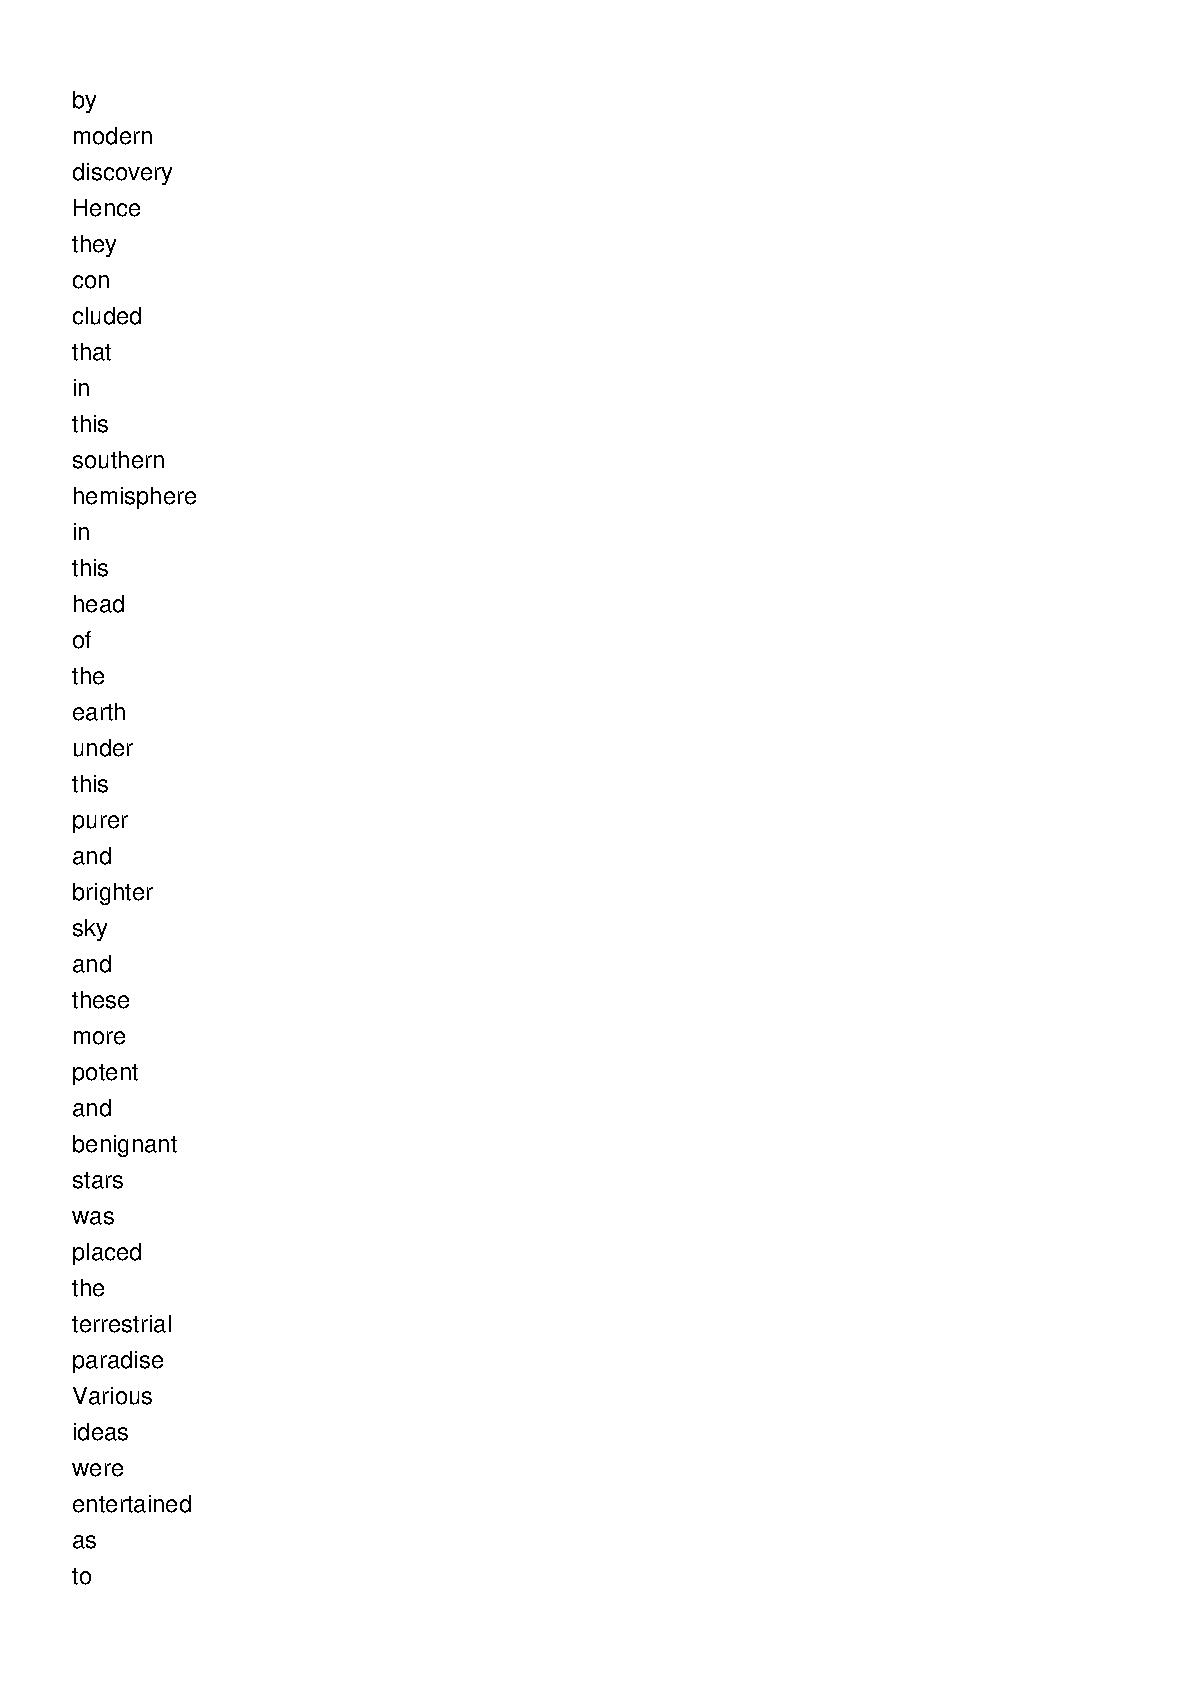 by
modern
discovery
Hence
they
con
cluded
that
in
this
southern
hemisphere
in
this
head
of
the
earth
under
this
purer
and
brighter
sky
and
these
more
potent
and
benignant
stars
was
placed
the
terrestrial
paradise
Various
ideas
were
entertained
as
to